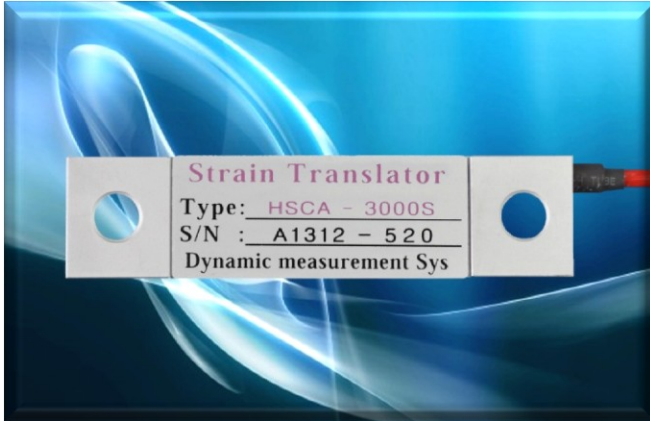 Strain Translator
Type: HSCA - 3000S
S/N : A1312 - 520
Dynamic measurement Sys